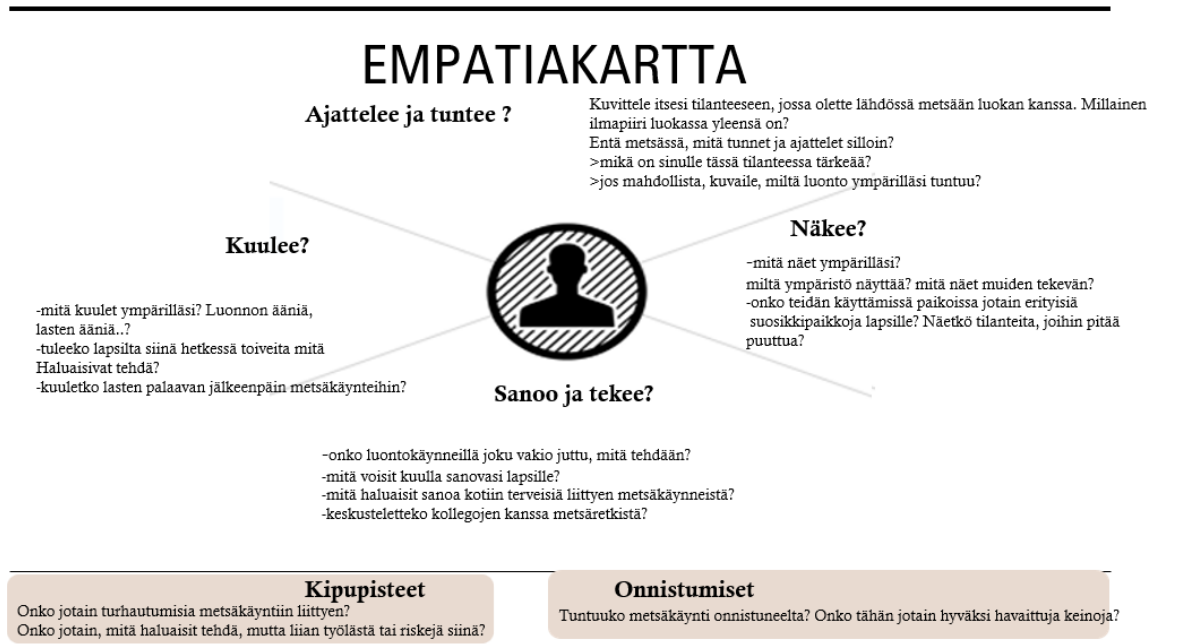 EMPATIAKARTTA
Ajattelee ja tuntee ?
Kuvittele itsesi tilanteeseen, jossa olette lähdössä metsään luokan kanssa. Millainen
ilmapiiri luokassa yleensä on?
Entä metsässä, mitä tunnet ja ajattelet silloin?
>mikä on sinulle tässä tilanteessa tärkeää?
>jos mahdollista, kuvaile, miltä luonto ympärilläsi tuntuu?
Kuulee?
-mitä kuulet ympärilläsi? Luonnon ääniä,
lasten ääniä..?
-tuleeko lapsilta siinä hetkessä toiveita mitä
Haluaisivat tehdä?
-kuuletko lasten palaavan jälkeenpäin metsäkäynteihin?
Näkee?
-mitä näet ympärilläsi?
miltä ympäristö näyttää? mitä näet muiden tekevän?
-onko teidän käyttämissä paikoissa jotain erityisiä
suosikkipaikkoja lapsille? Näetkö tilanteita, joihin pitää
puuttua?
Sanoo ja tekee?
-onko luontokäynneillä joku vakio juttu, mitä tehdään?
-mitä voisit kuulla sanovasi lapsille?
-mitä haluaisit sanoa kotiin terveisiä liittyen metsäkäynneistä?
-keskusteletteko kollegojen kanssa metsäretkistä?
Kipupisteet
Onko jotain turhautumisia metsäkäyntiin liittyen?
Onko jotain, mitä haluaisit tehdä, mutta liian työlästä tai riskejä siinä?
Onnistumiset
Tuntuuko metsäkäynti onnistuneelta? Onko tähän jotain hyväksi havaittuja keinoja?